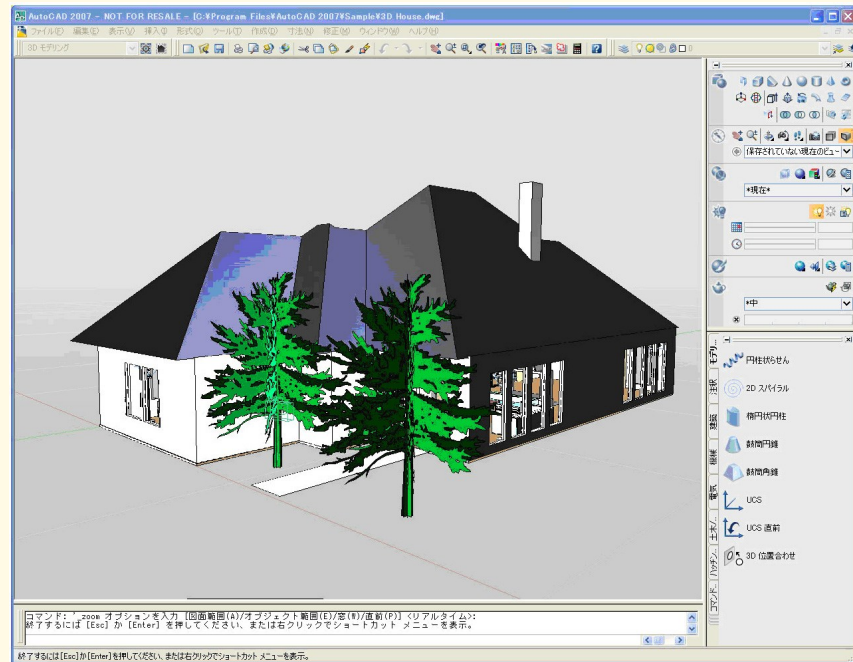 AutoCAD 2007 - NOT FOR RESALE - [C:¥Program Files¥AutoCAD 2007¥Sample¥3D House.dwg]
ファイル(F) 編集(E) 表示(V) 挿入(I) 形式(O) ツール(T) 作成(D) 寸法(N) 修正(M) ウィンドウ(W) ヘルプ(H)
3D モデリング
0
保存されていない現在のビュー
*現在*
*中
モデリ...
注釈
建築
機械
電気
土木/...
ハッチン...
コマンド...
円柱状らせん
2D スパイラル
楕円状円柱
截頭円錐
截頭角錐
UCS
UCS 直前
3D 位置合わせ
コマンド: '_zoom オプションを入力 [図面範囲(A)/オブジェクト範囲(E)/窓(W)/直前(P)] <リアルタイム>:
終了するには [Esc] か [Enter] を押してください、または右クリックでショートカット メニューを表示。
終了するには[Esc]か[Enter]を押してください、または右クリックでショートカット メニューを表示。